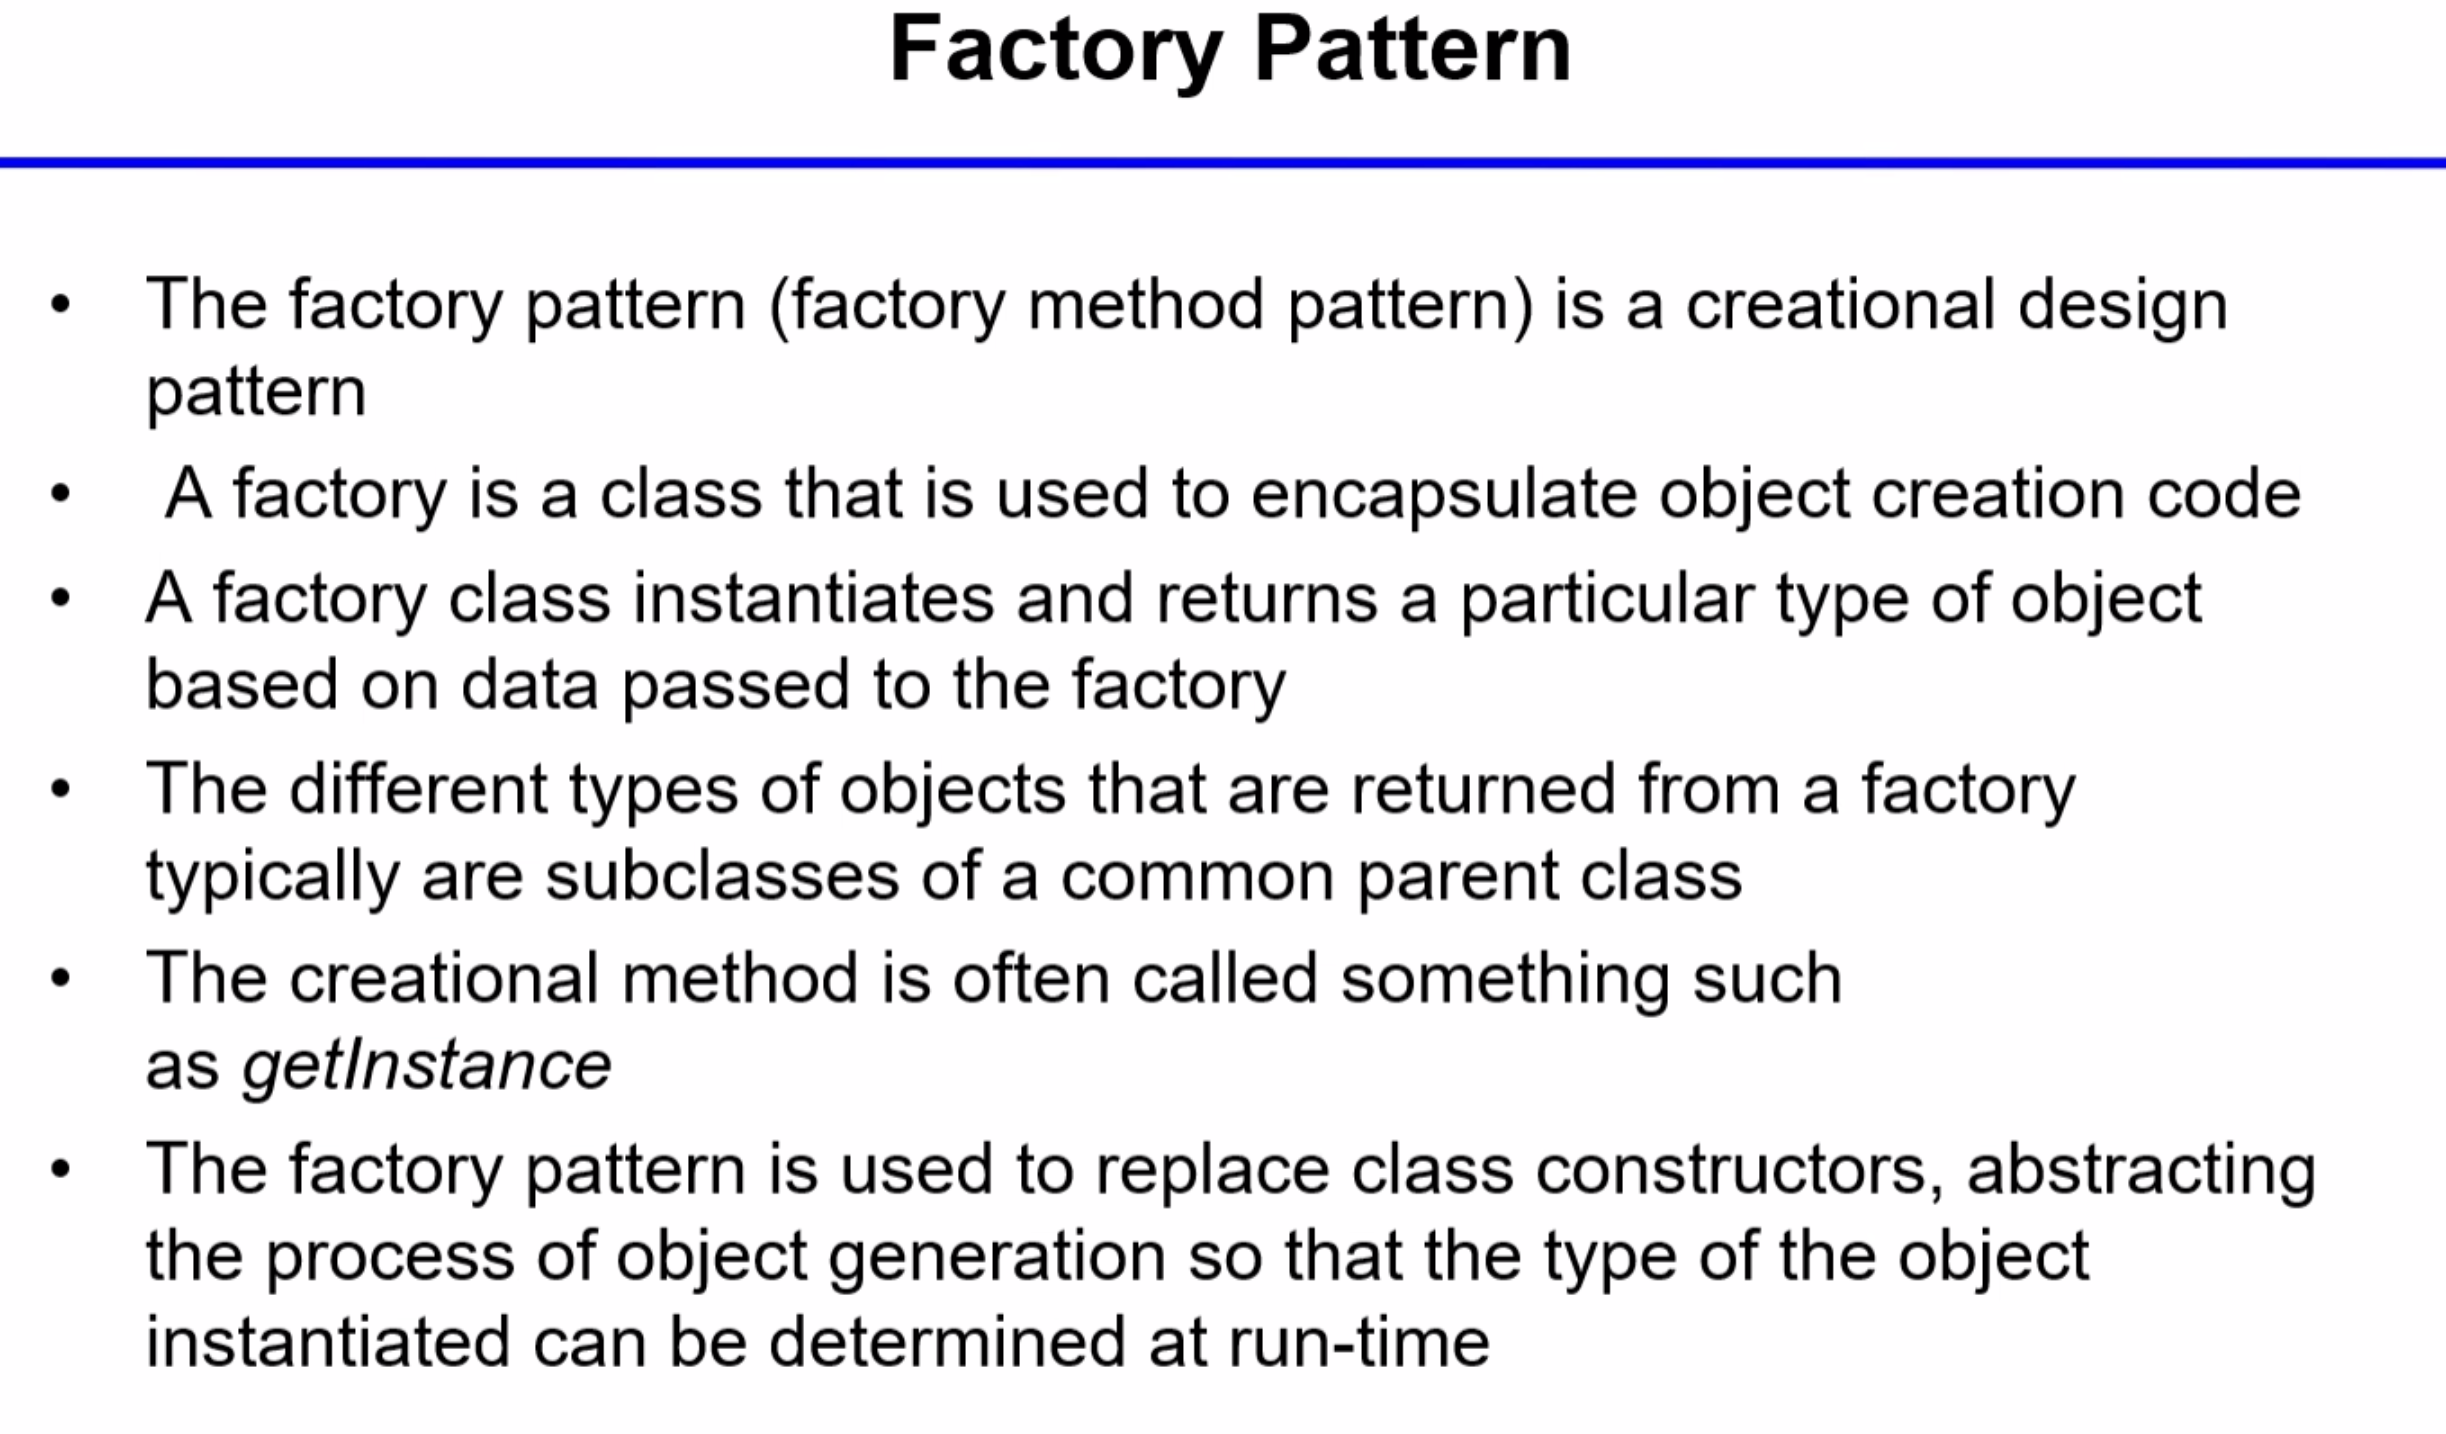 Factory Pattern
• The factory pattern (factory method pattern) is a creational design
pattern
• A factory is a class that is used to encapsulate object creation code
• A factory class instantiates and returns a particular type of object
based on data passed to the factory
• The different types of objects that are returned from a factory
typically are subclasses of a common parent class
• The creational method is often called something such
as getInstance
• The factory pattern is used to replace class constructors, abstracting
the process of object generation so that the type of the object
instantiated can be determined at run-time